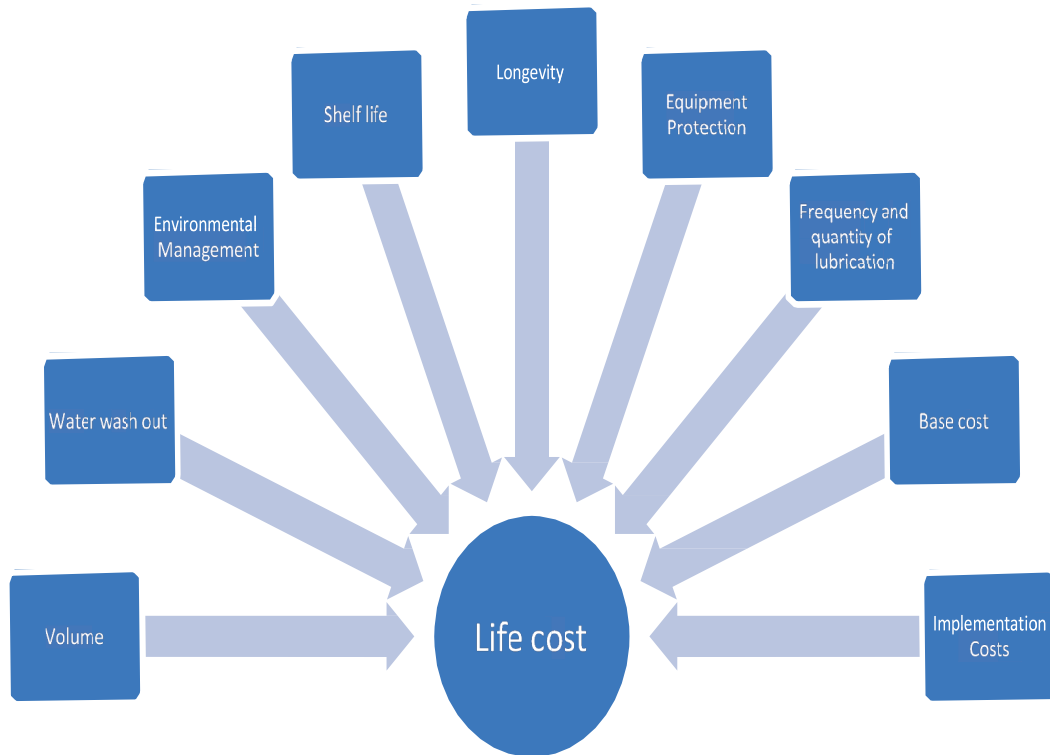 Longevity
Shelf life
Equipment
Protection
Environmental
Management
Frequency and
quantity of
lubrication
Water wash out
Base cost
Volume
Life cost
Implementation
Costs